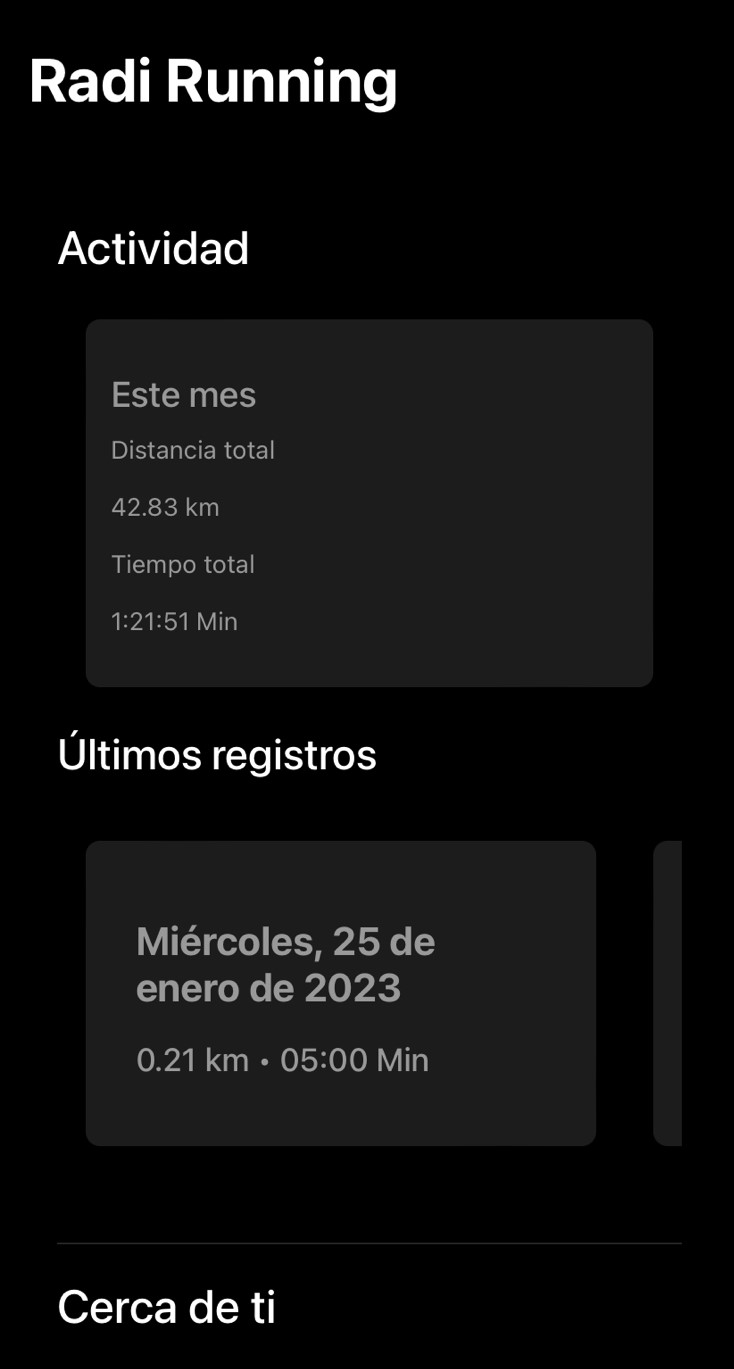 Radi Running
Actividad
Este mes
Distancia total
42.83 km
Tiempo total
1:21:51 Min
Últimos registros
Miércoles, 25 de
enero de 2023
0.21 km • 05:00 Min
Cerca de ti